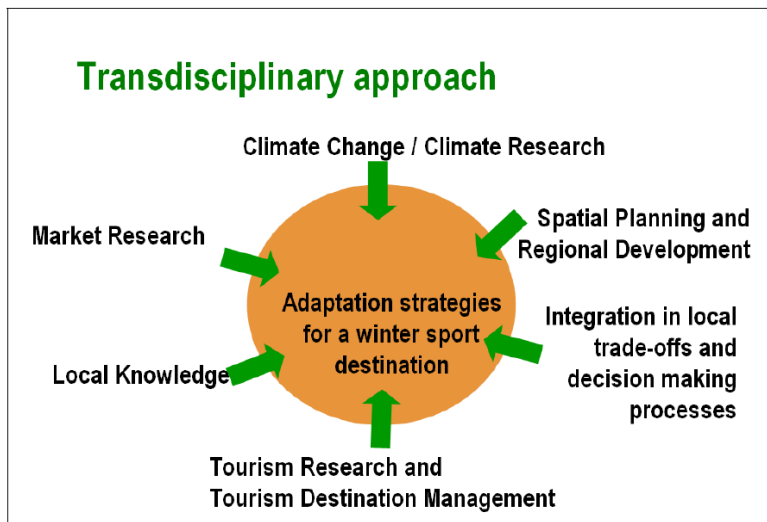 Transdisciplinary approach
Climate Change / Climate Research
Market Research
Spatial Planning and
Regional Development
Adaptation strategies
for a winter sport
destination
Integration in local
trade-offs and
decision making
processes
Local Knowledge
Tourism Research and
Tourism Destination Management